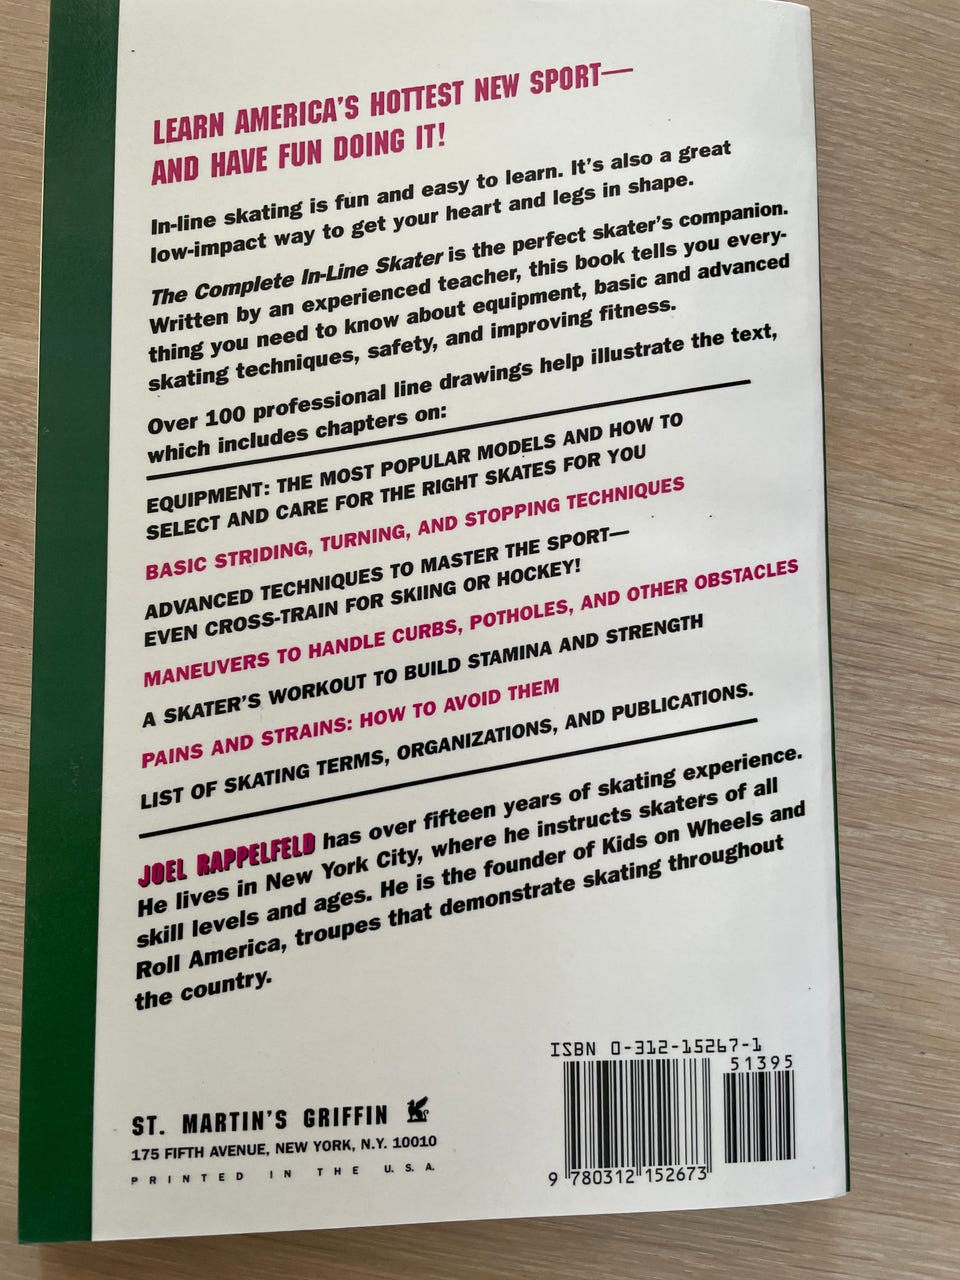 LEARN AMERICA'S HOTTEST NEW SPORT—
AND HAVE FUN DOING IT!
In-line skating is fun and easy to learn. It's also a great
low-impact way to get your heart and legs in shape.
The Complete In-Line Skater is the perfect skater's companion.
Written by an experienced teacher, this book tells you every-
thing you need to know about equipment, basic and advanced
skating techniques, safety, and improving fitness.
Over 100 professional line drawings help illustrate the text,
which includes chapters on:
EQUIPMENT: THE MOST POPULAR MODELS AND HOW TO
SELECT AND CARE FOR THE RIGHT SKATES FOR YOU
BASIC STRIDING, TURNING, AND STOPPING TECHNIQUES
ADVANCED TECHNIQUES TO MASTER THE SPORT—
EVEN CROSS-TRAIN FOR SKIING OR HOCKEY!
MANEUVERS TO HANDLE CURBS, POTHOLES, AND OTHER OBSTACLES
A SKATER'S WORKOUT TO BUILD STAMINA AND STRENGTH
PAINS AND STRAINS: HOW TO AVOID THEM
LIST OF SKATING TERMS, ORGANIZATIONS, AND PUBLICATIONS.
JOEL RAPPELFELD has over fifteen years of skating experience.
He lives in New York City, where he instructs skaters of all
skill levels and ages. He is the founder of Kids on Wheels and
Roll America, troupes that demonstrate skating throughout
the country.
ISBN 0-312-15267-1
51395
9 780312 152673
ST. MARTIN'S GRIFFIN
175 FIFTH AVENUE, NEW YORK, N.Y. 10010
PRINTED IN THE U.S.A.